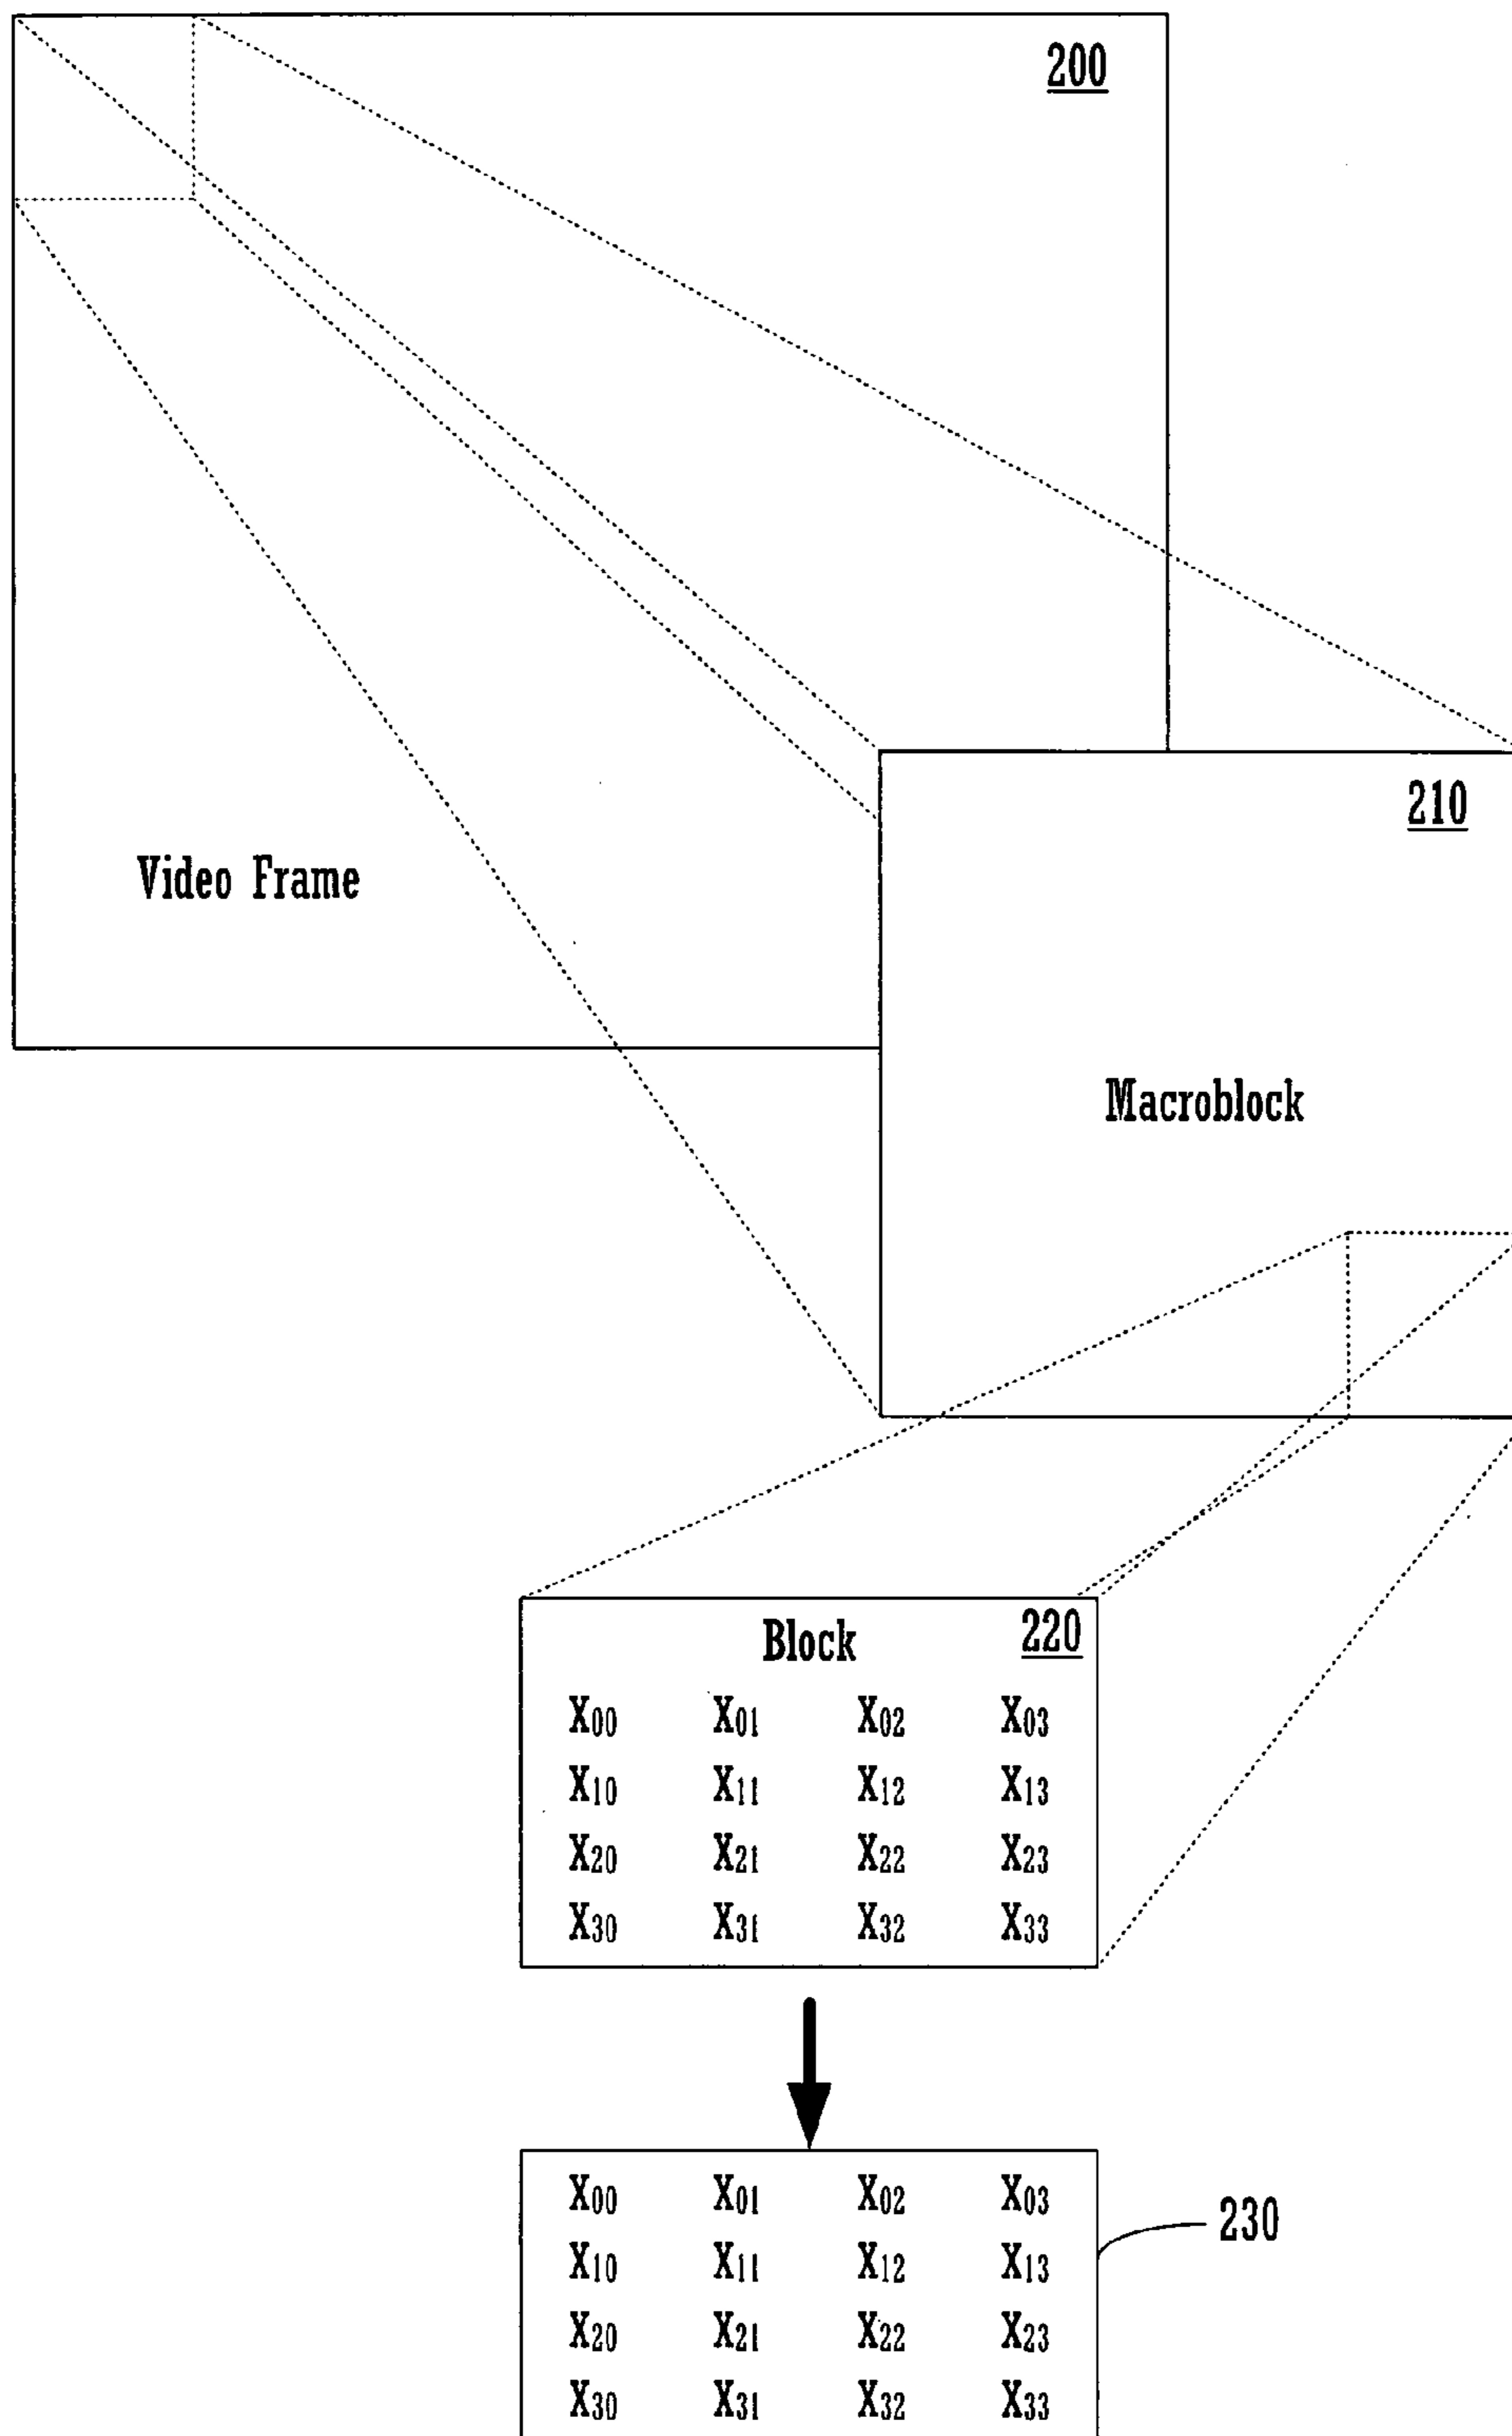 200
210
Video Frame
Macroblock
Block 220
X00 X01 X02 X03
X10 X11 X12 X13
X20 X21 X22 X23
X30 X31 X32 X33
X00 X01 X02 X03
230
X10 X11 X12 X13
X20 X21 X22 X23
X30 X31 X32 X33